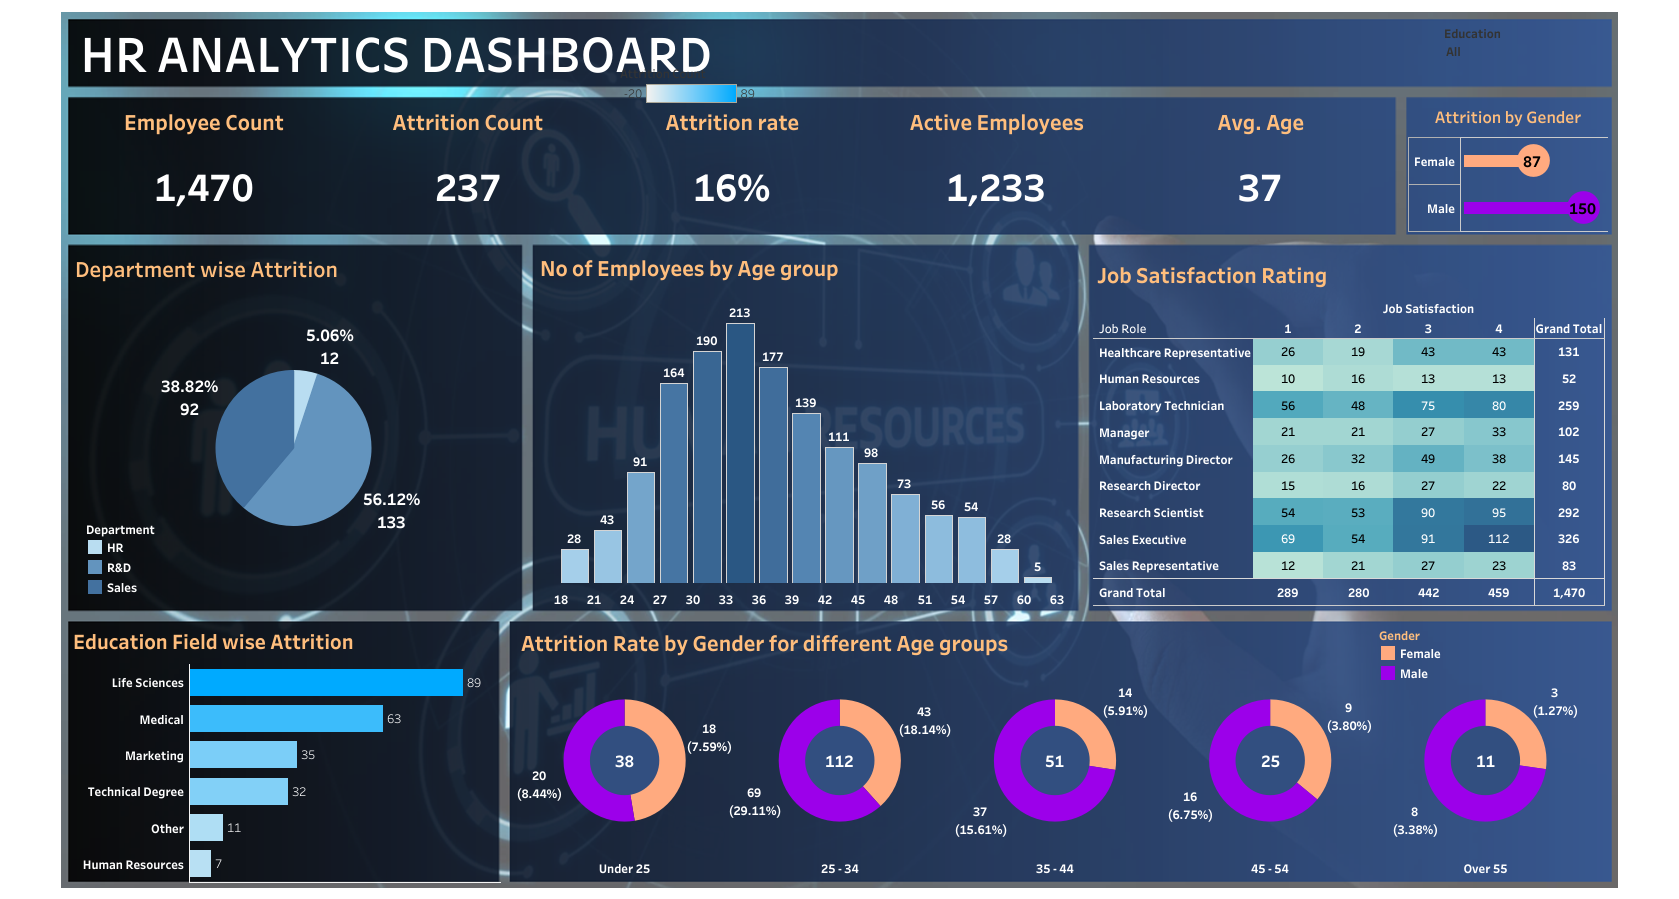 HR ANALYTICS DASHBOARD
Education
All
-20 89
Employee Count
1,470
Attrition Count
237
Attrition rate
16%
Active Employees
1,233
Avg. Age
37
Attrition by Gender
Female 87
Male 150
Department wise Attrition
5.06%
12
38.82%
92
56.12%
133
Department
HR
R&D
Sales
No of Employees by Age group
28 43 91 164 190 213 177 139 111 98 73 56 54 28 5
18 21 24 27 30 33 36 39 42 45 48 51 54 57 60 63
HUMAN RESOURCES
Job Satisfaction Rating
Job Satisfaction
Job Role 1 2 3 4 Grand Total
Healthcare Representative 26 19 43 43 131
Human Resources 10 16 13 13 52
Laboratory Technician 56 48 75 80 259
Manager 21 21 27 33 102
Manufacturing Director 26 32 49 38 145
Research Director 15 16 27 22 80
Research Scientist 54 53 90 95 292
Sales Executive 69 54 91 112 326
Sales Representative 12 21 27 23 83
Grand Total 289 280 442 459 1,470
Education Field wise Attrition
Life Sciences 89
Medical 63
Marketing 35
Technical Degree 32
Other 11
Human Resources 7
Attrition Rate by Gender for different Age groups
Gender
Female
Male
18
(7.59%)
38
20
(8.44%)
Under 25
43
(18.14%)
112
69
(29.11%)
25 - 34
14
(5.91%)
51
37
(15.61%)
35 - 44
9
(3.80%)
25
16
(6.75%)
45 - 54
3
(1.27%)
11
8
(3.38%)
Over 55